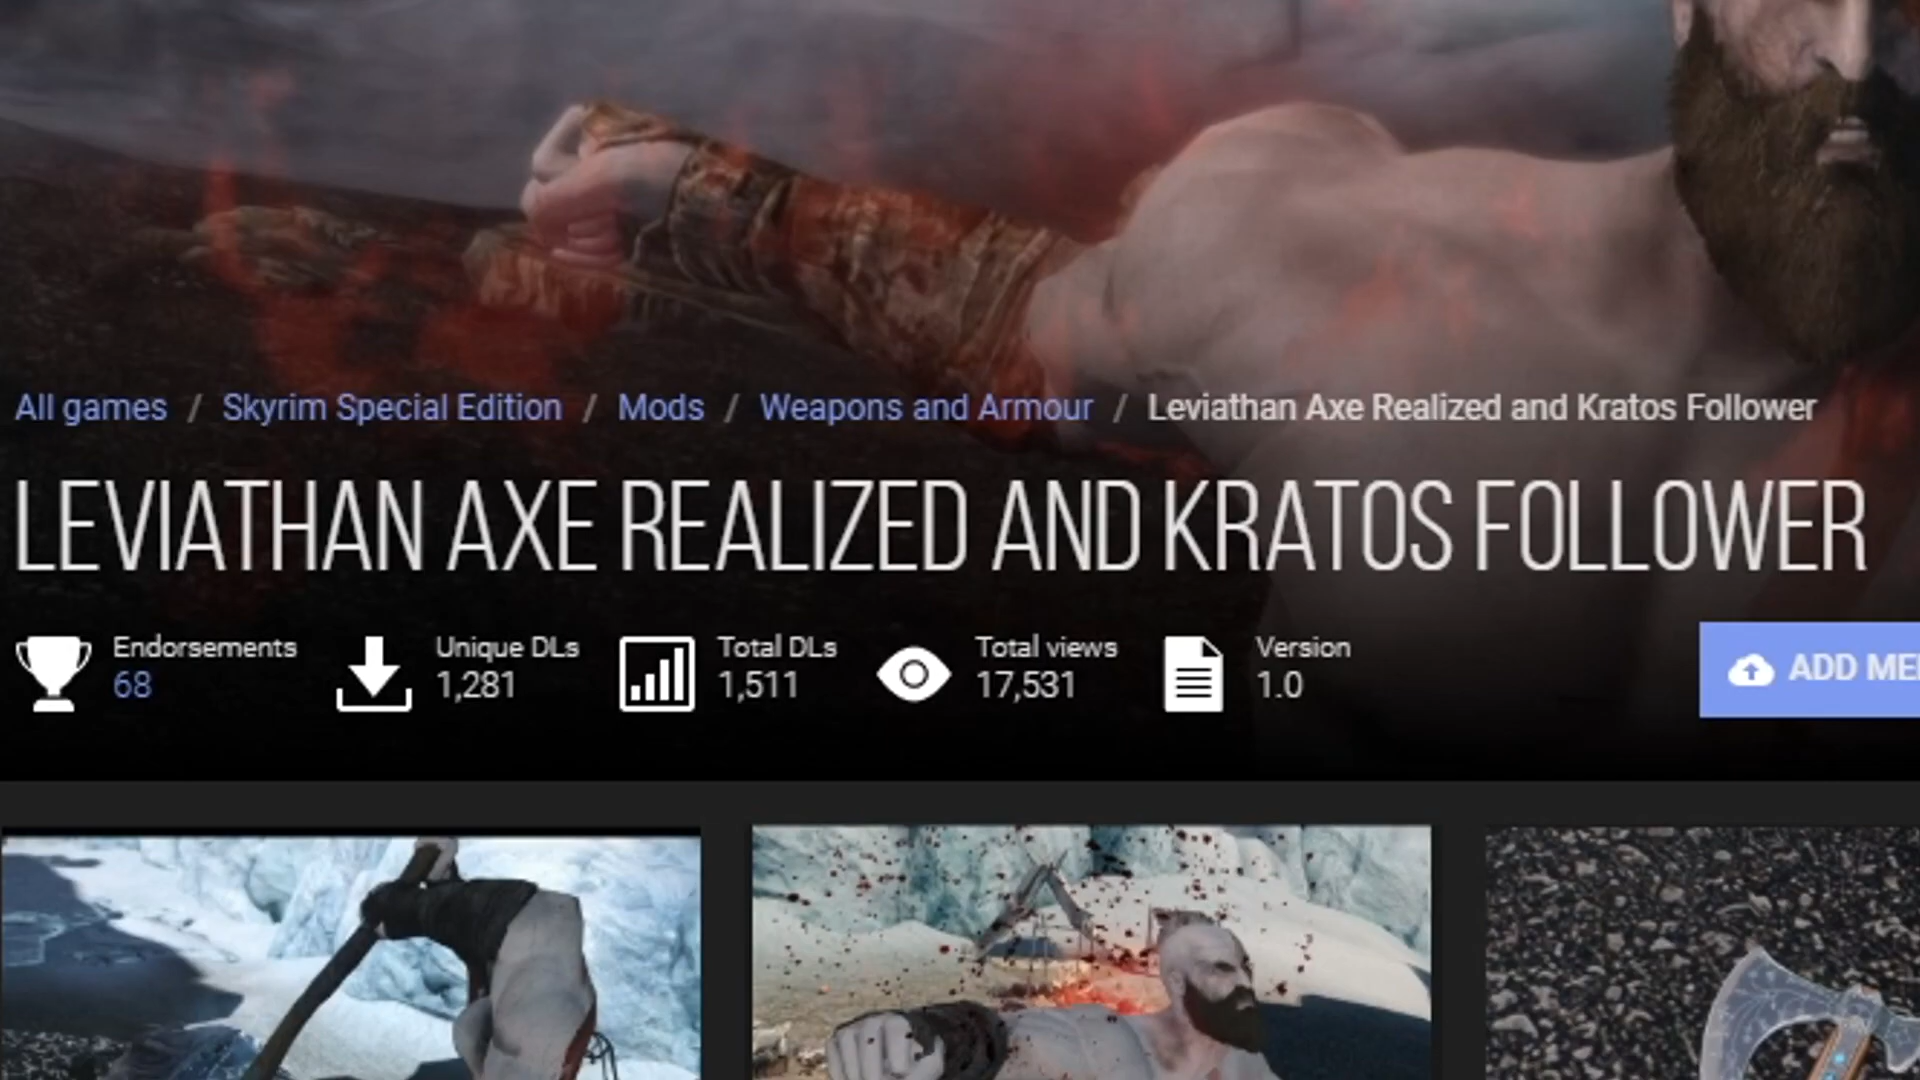 All games / Skyrim Special Edition / Mods / Weapons and Armour / Leviathan Axe Realized and Kratos Follower
LEVIATHAN AXE REALIZED AND KRATOS FOLLOWER
Endorsements Unique DLs Total DLs Total views Version
68 1,281 1,511 17,531 1.0
ADD